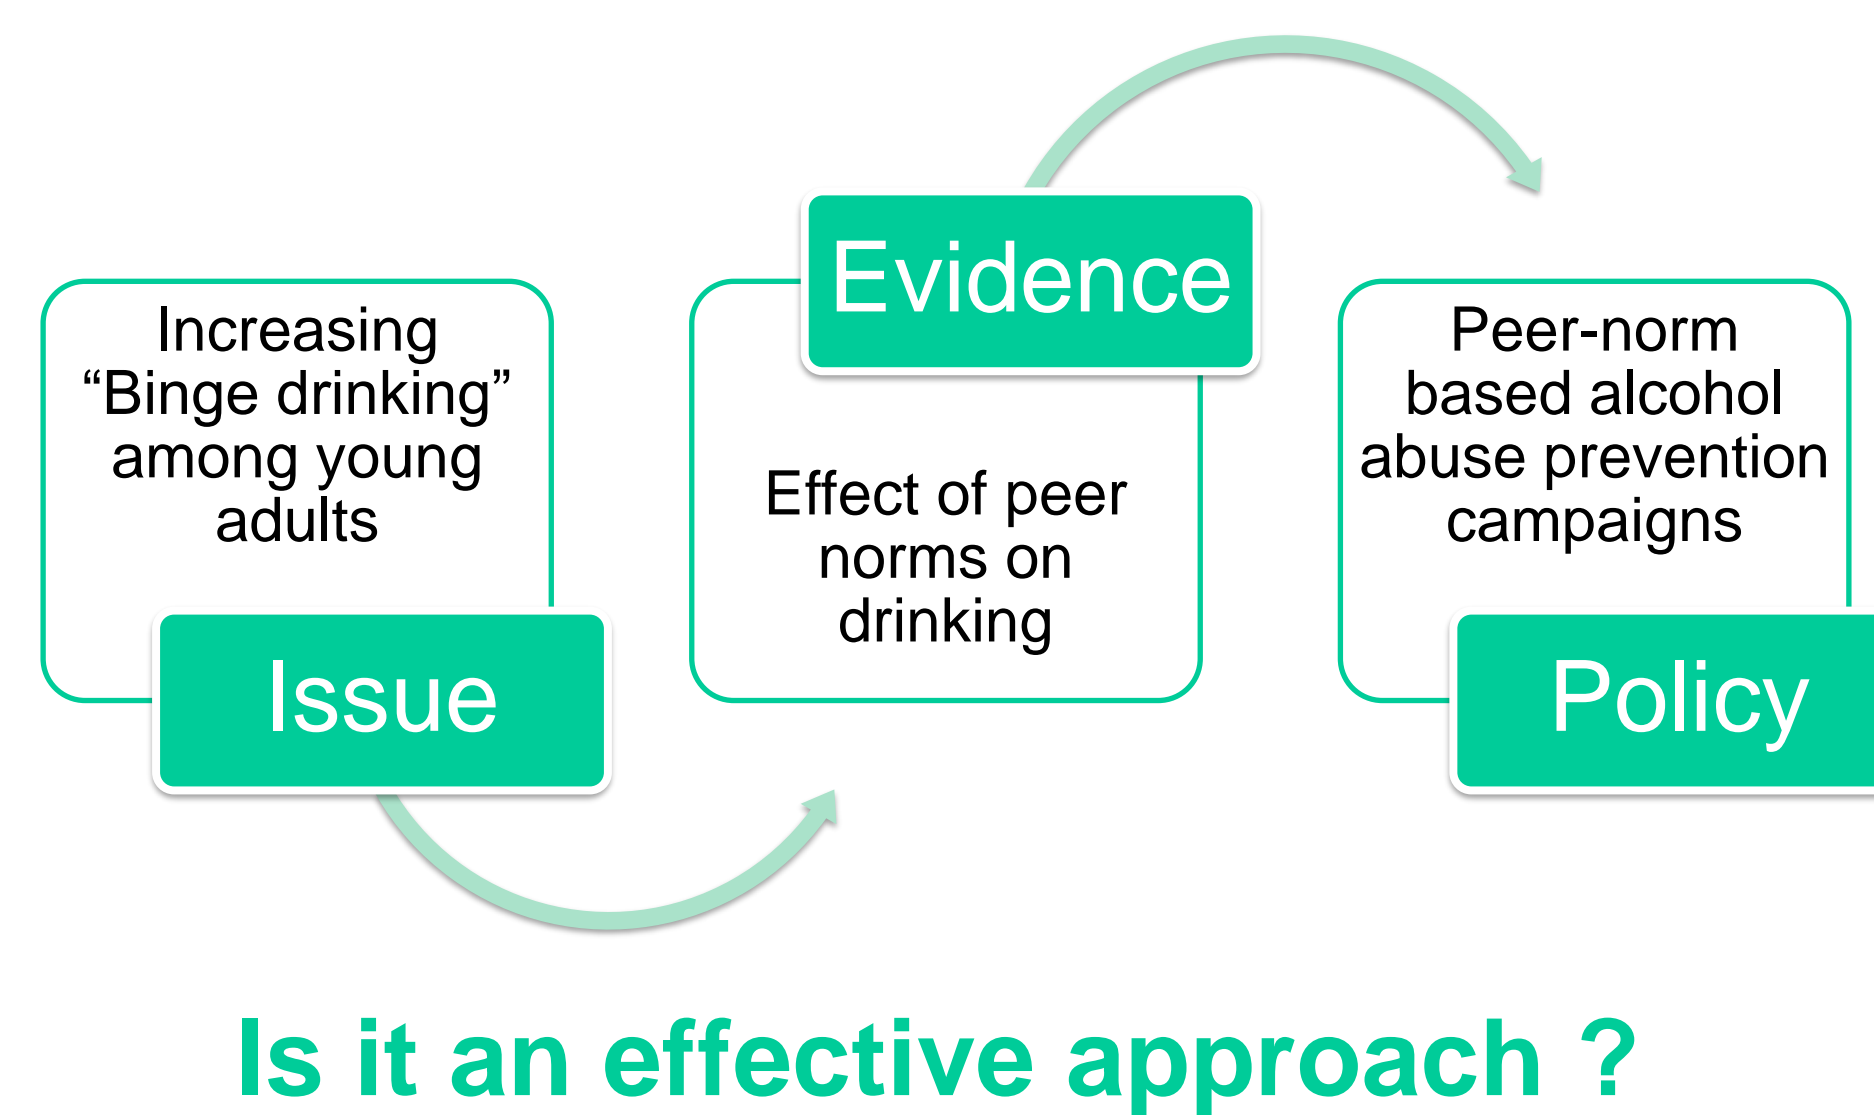 Increasing
“Binge drinking”
among young
adults
Issue
Evidence
Effect of peer
norms on
drinking
Peer-norm
based alcohol
abuse prevention
campaigns
Policy
Is it an effective approach ?